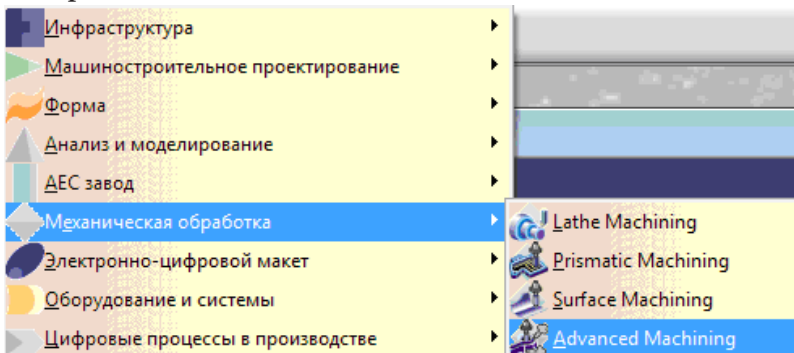 Инфраструктура
Машиностроительное проектирование
Форма
Анализ и моделирование
АЕС завод
Механическая обработка
Электронно-цифровой макет
Оборудование и системы
Цифровые процессы в производстве
Lathe Machining
Prismatic Machining
Surface Machining
Advanced Machining